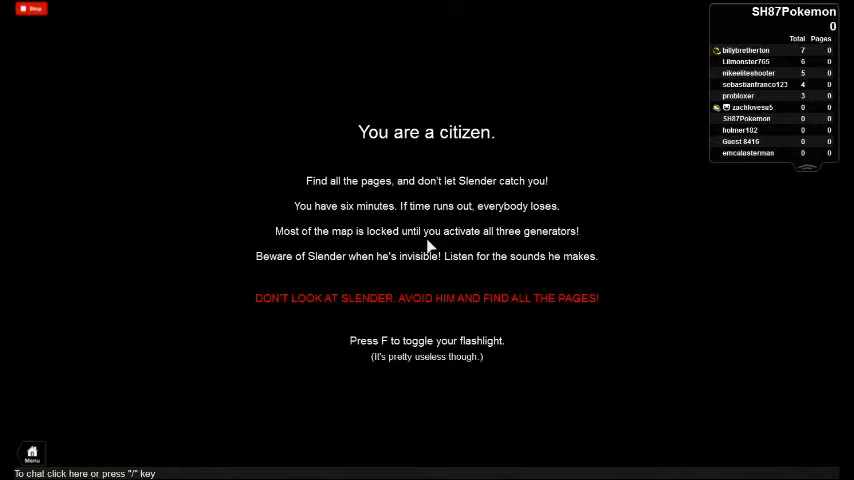 Stop
SH87Pokemon
0
Total Pages
billybretherton 7 0
Lilmonster765 6 0
nikeeliteshooter 5 0
sebastianfranco123 4 0
probloxer 3 0
zachlovesu5 0 0
SH87Pokemon 0 0
holmer102 0 0
Guest 8416 0 0
emcalasterman 0 0
You are a citizen.
Find all the pages, and don't let Slender catch you!
You have six minutes. If time runs out, everybody loses.
Most of the map is locked until you activate all three generators!
Beware of Slender when he's invisible! Listen for the sounds he makes.
DON'T LOOK AT SLENDER. AVOID HIM AND FIND ALL THE PAGES!
Press F to toggle your flashlight.
(It's pretty useless though.)
Menu
To chat click here or press "/" key